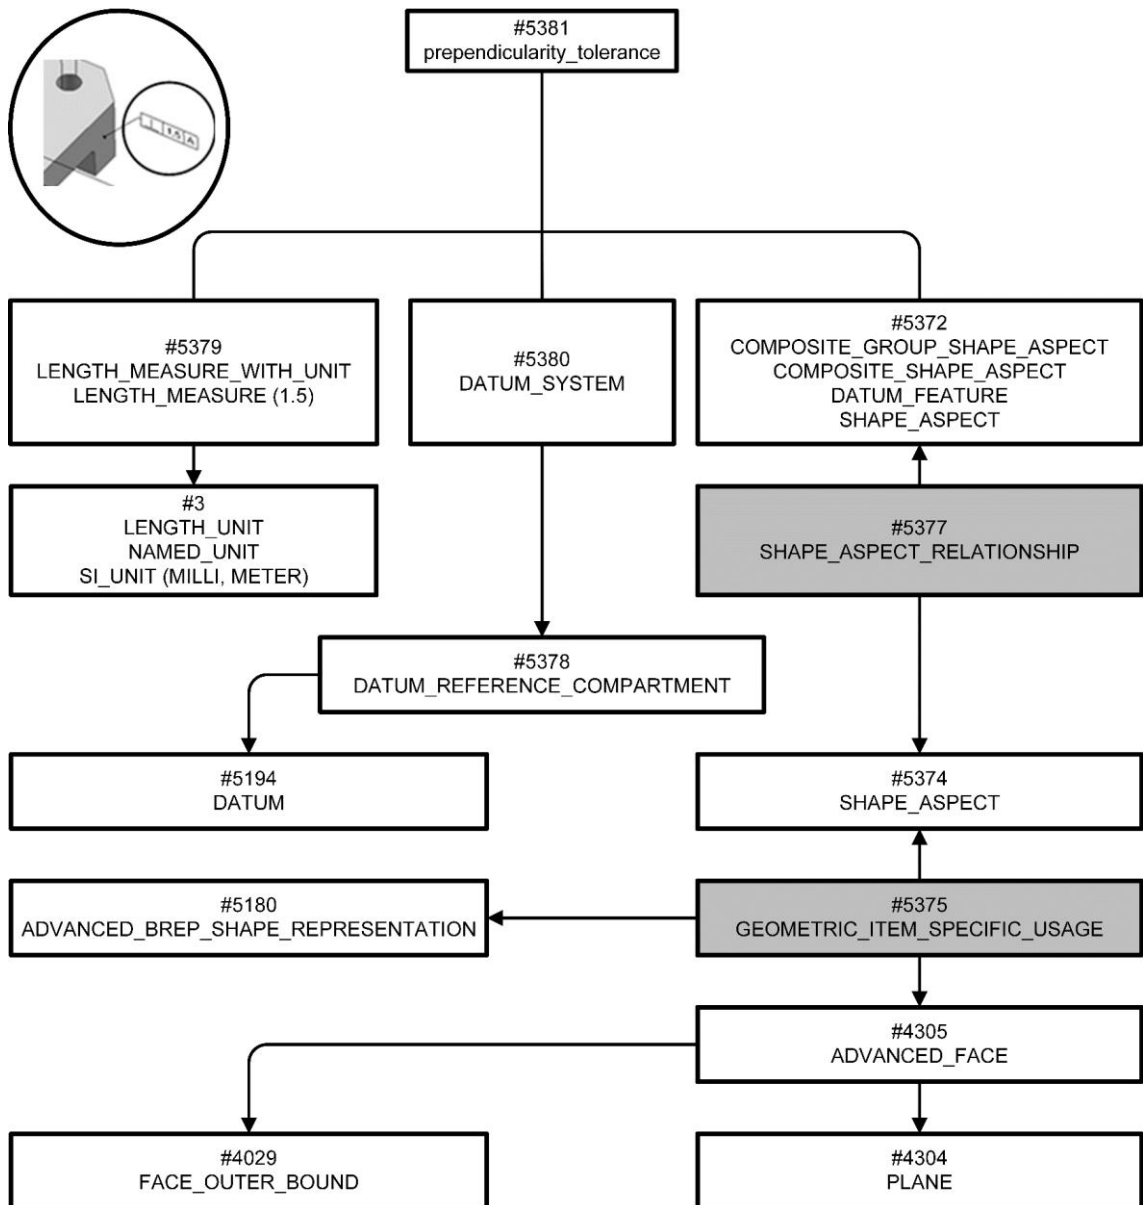 #5381
prependicularity_tolerance
1.5 A
#5379
LENGTH_MEASURE_WITH_UNIT
LENGTH_MEASURE (1.5)
#5380
DATUM_SYSTEM
#5372
COMPOSITE_GROUP_SHAPE_ASPECT
COMPOSITE_SHAPE_ASPECT
DATUM_FEATURE
SHAPE_ASPECT
#3
LENGTH_UNIT
NAMED_UNIT
SI_UNIT (MILLI, METER)
#5377
SHAPE_ASPECT_RELATIONSHIP
#5378
DATUM_REFERENCE_COMPARTMENT
#5194
DATUM
#5374
SHAPE_ASPECT
#5180
ADVANCED_BREP_SHAPE_REPRESENTATION
#5375
GEOMETRIC_ITEM_SPECIFIC_USAGE
#4305
ADVANCED_FACE
#4029
FACE_OUTER_BOUND
#4304
PLANE